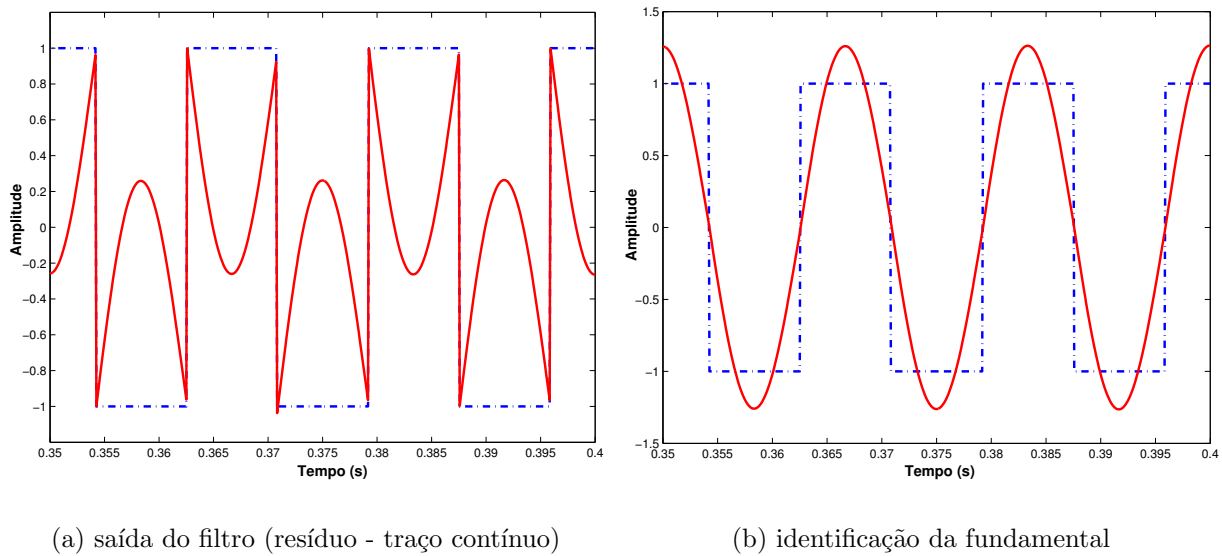 1
0.8
0.6
0.4
0.2
0
−0.2
−0.4
−0.6
−0.8
−1
Amplitude
0.35 0.355 0.36 0.365 0.37 0.375 0.38 0.385 0.39 0.395 0.4
Tempo (s)
(a) saída do filtro (resíduo - traço contínuo)
1.5
1
0.5
0
−0.5
−1
−1.5
Amplitude
0.35 0.355 0.36 0.365 0.37 0.375 0.38 0.385 0.39 0.395 0.4
Tempo (s)
(b) identificação da fundamental